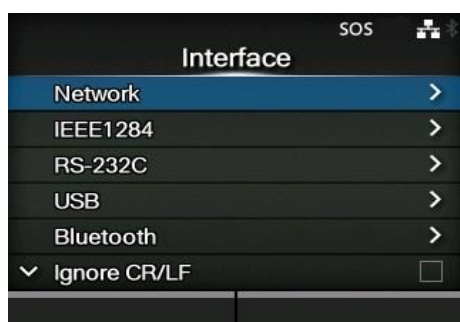 SOS
Interface
Network
IEEE1284
RS-232C
USB
Bluetooth
Ignore CR/LF